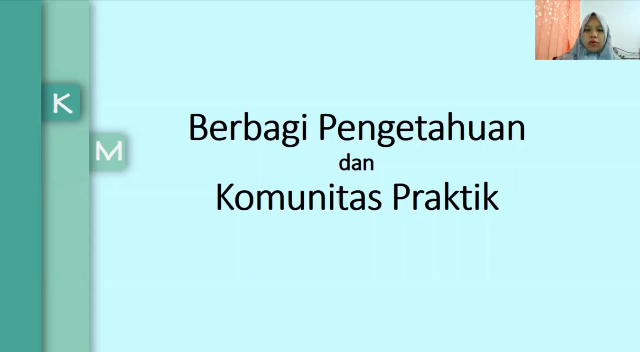 K
M
Berbagi Pengetahuan
dan
Komunitas Praktik